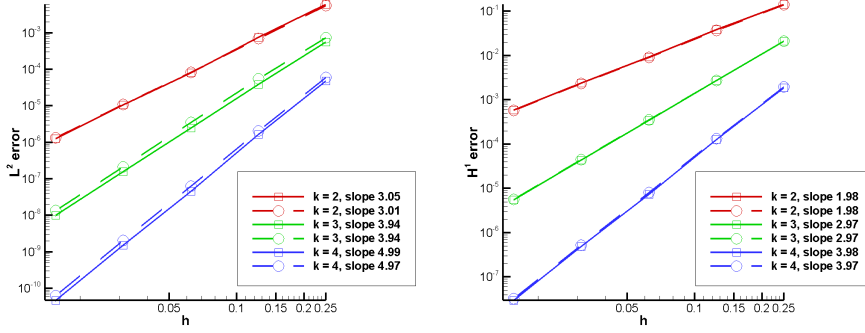 L² error
10⁻³
10⁻⁴
10⁻⁵
10⁻⁶
10⁻⁷
10⁻⁸
10⁻⁹
10⁻¹⁰
k = 2, slope 3.05
k = 2, slope 3.01
k = 3, slope 3.94
k = 3, slope 3.94
k = 4, slope 4.99
k = 4, slope 4.97
0.05 0.1 0.15 0.2 0.25
h
H¹ error
10⁻¹
10⁻²
10⁻³
10⁻⁴
10⁻⁵
10⁻⁶
10⁻⁷
k = 2, slope 1.98
k = 2, slope 1.98
k = 3, slope 2.97
k = 3, slope 2.97
k = 4, slope 3.98
k = 4, slope 3.97
0.05 0.1 0.15 0.2 0.25
h